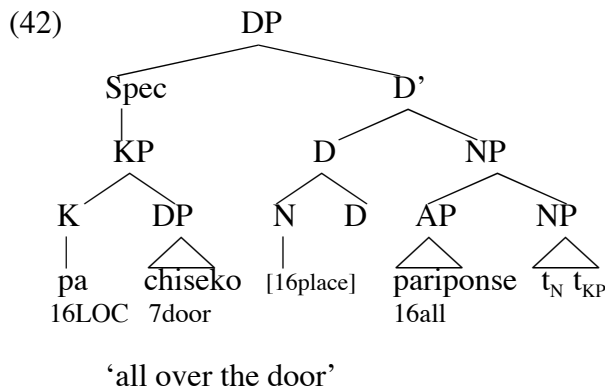 (42) DP
Spec D’
KP D NP
K DP N D AP NP
pa chiseko [16place] pariponse t_N t_KP
16LOC 7door 16all
‘all over the door’